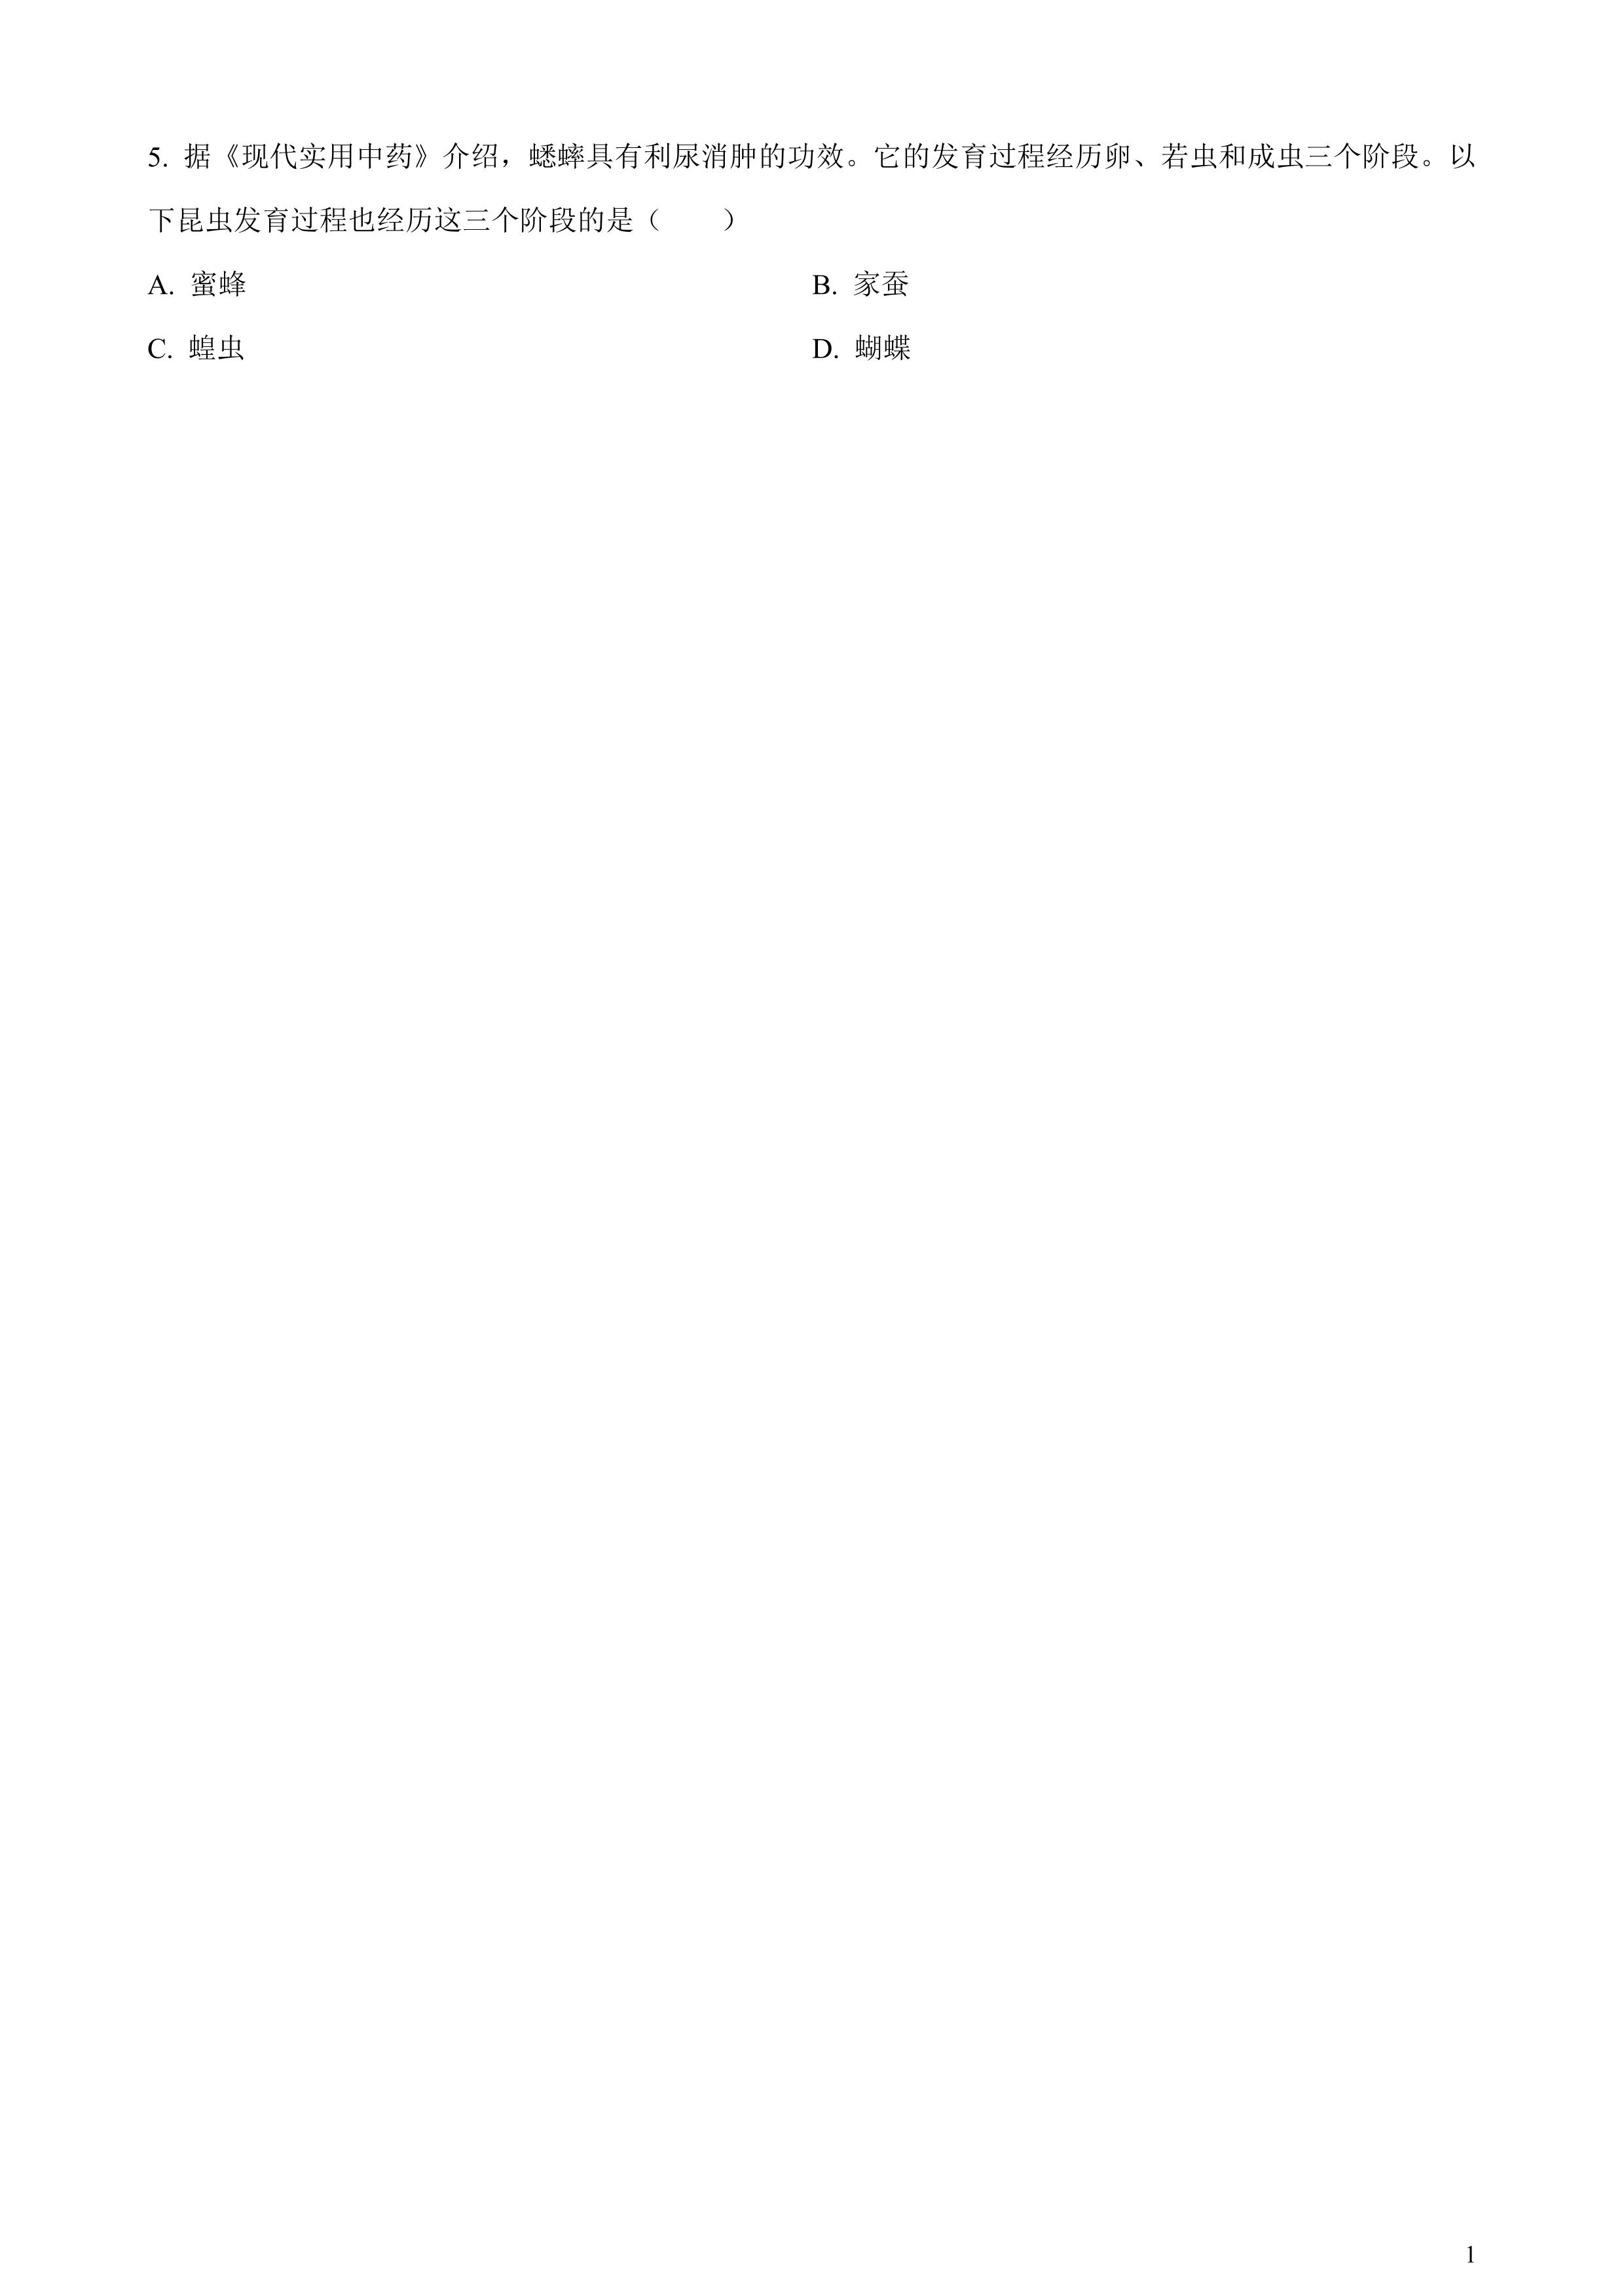 5. 据《现代实用中药》介绍，蟋蟀具有利尿消肿的功效。它的发育过程经历卵、若虫和成虫三个阶段。以
下昆虫发育过程也经历这三个阶段的是（　　）
A. 蜜蜂 B. 家蚕
C. 蝗虫 D. 蝴蝶
1